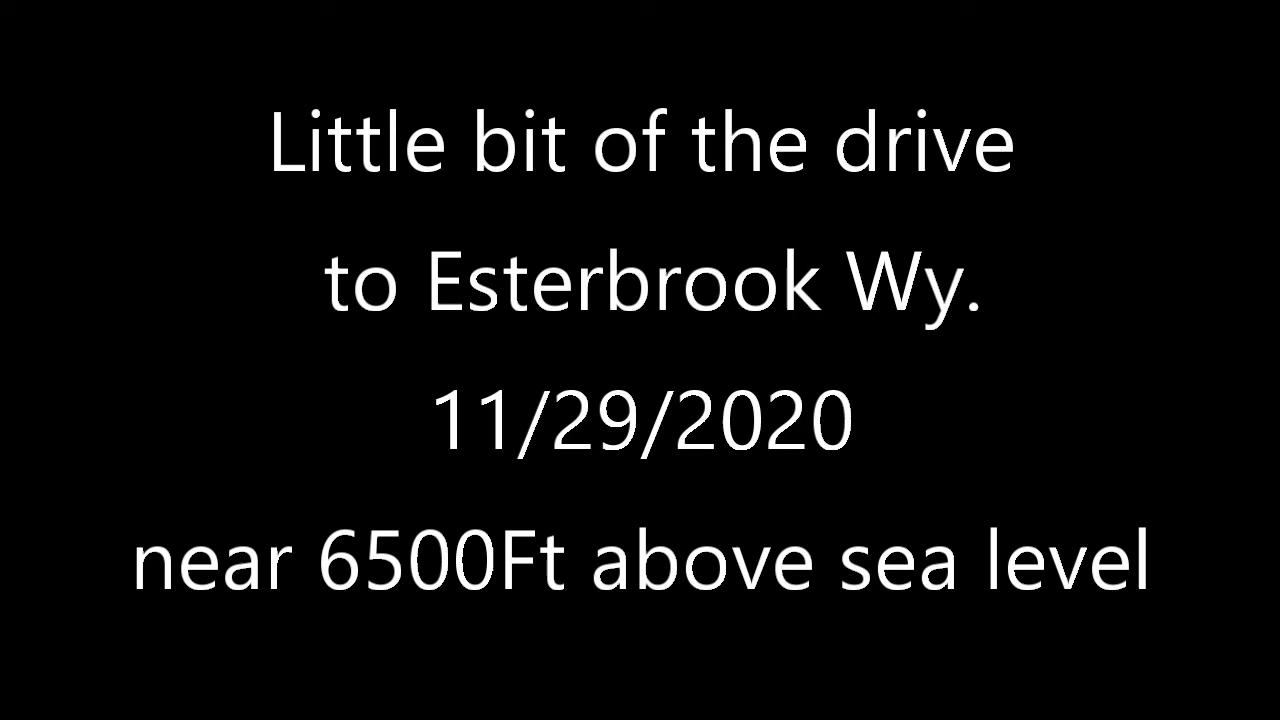 Little bit of the drive
to Esterbrook Wy.
11/29/2020
near 6500Ft above sea level